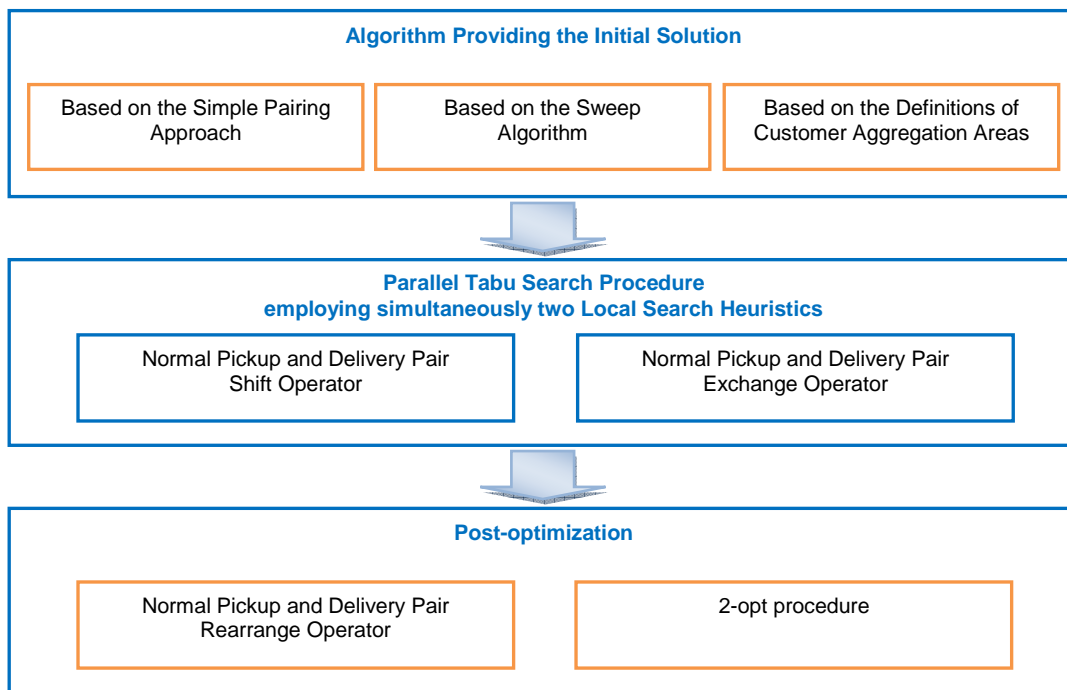 Algorithm Providing the Initial Solution
Based on the Simple Pairing
Approach
Based on the Sweep
Algorithm
Based on the Definitions of
Customer Aggregation Areas
Parallel Tabu Search Procedure
employing simultaneously two Local Search Heuristics
Normal Pickup and Delivery Pair
Shift Operator
Normal Pickup and Delivery Pair
Exchange Operator
Post-optimization
Normal Pickup and Delivery Pair
Rearrange Operator
2-opt procedure